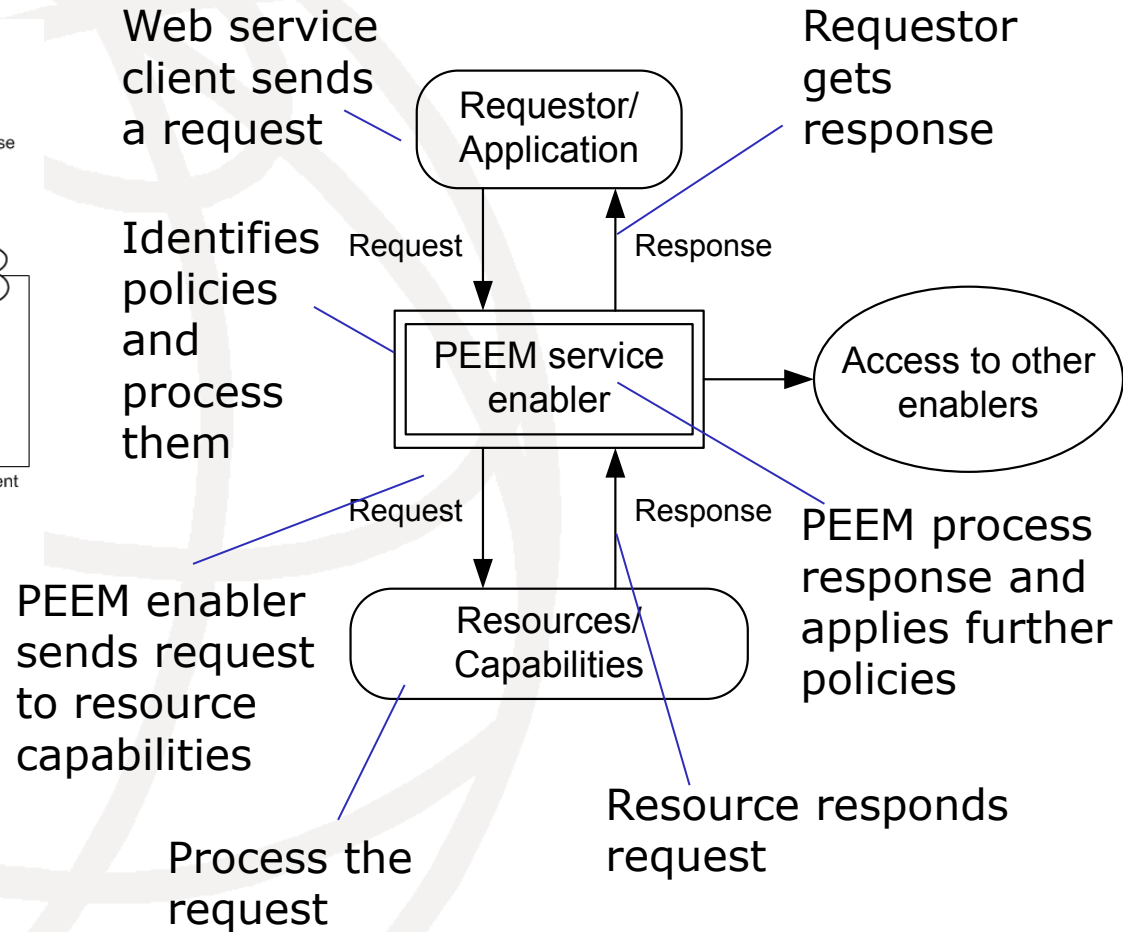 Web service
client sends
a request
Requestor/
Application
Requestor
gets
response
Identifies
policies
and
process
them
Request
Response
PEEM service
enabler
Access to other
enablers
Request
Response
PEEM enabler
sends request
to resource
capabilities
Resources/
Capabilities
PEEM process
response and
applies further
policies
Process the
request
Resource responds
request